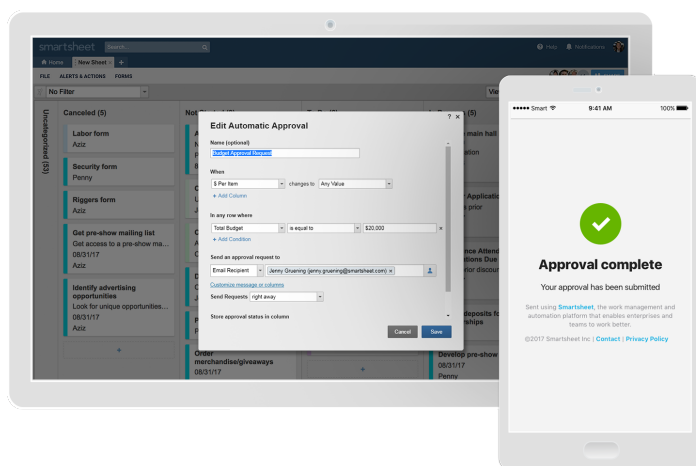 smartsheet
Search...
Help
Notifications
Home
New Sheet
FILE
ALERTS & ACTIONS
FORMS
No Filter
Uncategorized (53)
Canceled (5)
Labor form
Aziz
Security form
Penny
Riggers form
Aziz
Get pre-show mailing list
Get access to a pre-show ma...
08/31/17
Aziz
Identify advertising
opportunities
Look for unique opportunities...
08/31/17
Aziz
Order
merchandise/giveaways
08/31/17
Edit Automatic Approval
? ×
Name (optional)
Budget Approval Request
When
$ Per Item
changes to
Any Value
+ Add Column
In any row where
Total Budget
is equal to
$20,000
×
+ Add Condition
Send an approval request to
Email Recipient
Jenny Gruening (jenny.gruening@smartsheet.com) ×
Customize message or columns
Send Requests
right away
Store approval status in column
Cancel
Save
main hall
Develop pre-show
08/31/17
Penny
●●●●● Smart
9:41 AM
100%
Approval complete
Your approval has been submitted
Sent using Smartsheet, the work management and
automation platform that enables enterprises and
teams to work better.
©2017 Smartsheet Inc | Contact | Privacy Policy